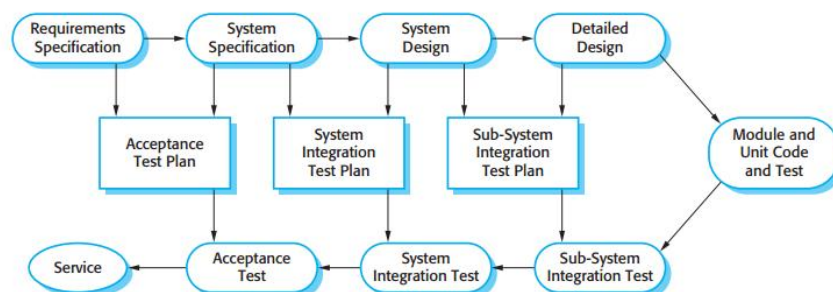 Requirements
Specification
System
Specification
System
Design
Detailed
Design
Acceptance
Test Plan
System
Integration
Test Plan
Sub-System
Integration
Test Plan
Module and
Unit Code
and Test
Service
Acceptance
Test
System
Integration Test
Sub-System
Integration Test